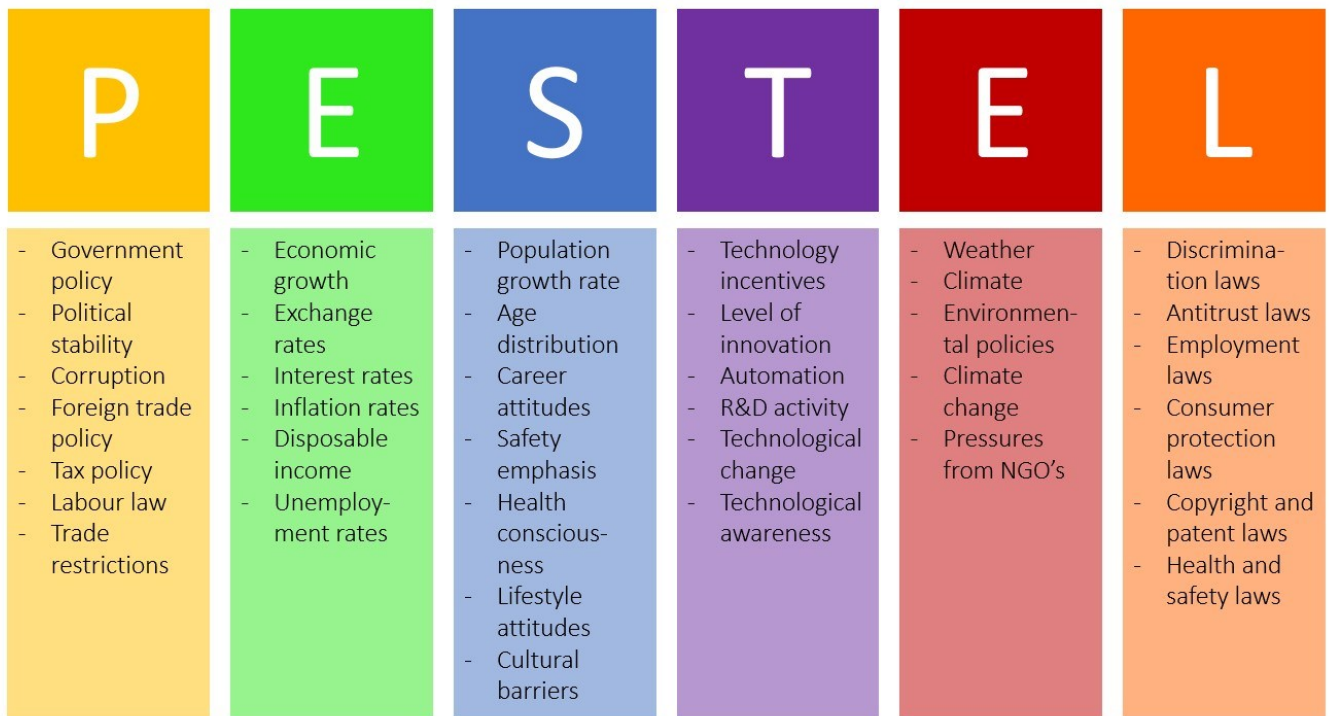 P
E
S
T
E
L
- Government
policy
- Political
stability
- Corruption
- Foreign trade
policy
- Tax policy
- Labour law
- Trade
restrictions
- Economic
growth
- Exchange
rates
- Interest rates
- Inflation rates
- Disposable
income
- Unemploy-
ment rates
- Population
growth rate
- Age
distribution
- Career
attitudes
- Safety
emphasis
- Health
conscious-
ness
- Lifestyle
attitudes
- Cultural
barriers
- Technology
incentives
- Level of
innovation
- Automation
- R&D activity
- Technological
change
- Technological
awareness
- Weather
- Climate
- Environmen-
tal policies
- Climate
change
- Pressures
from NGO’s
- Discrimina-
tion laws
- Antitrust laws
- Employment
laws
- Consumer
protection
laws
- Copyright and
patent laws
- Health and
safety laws